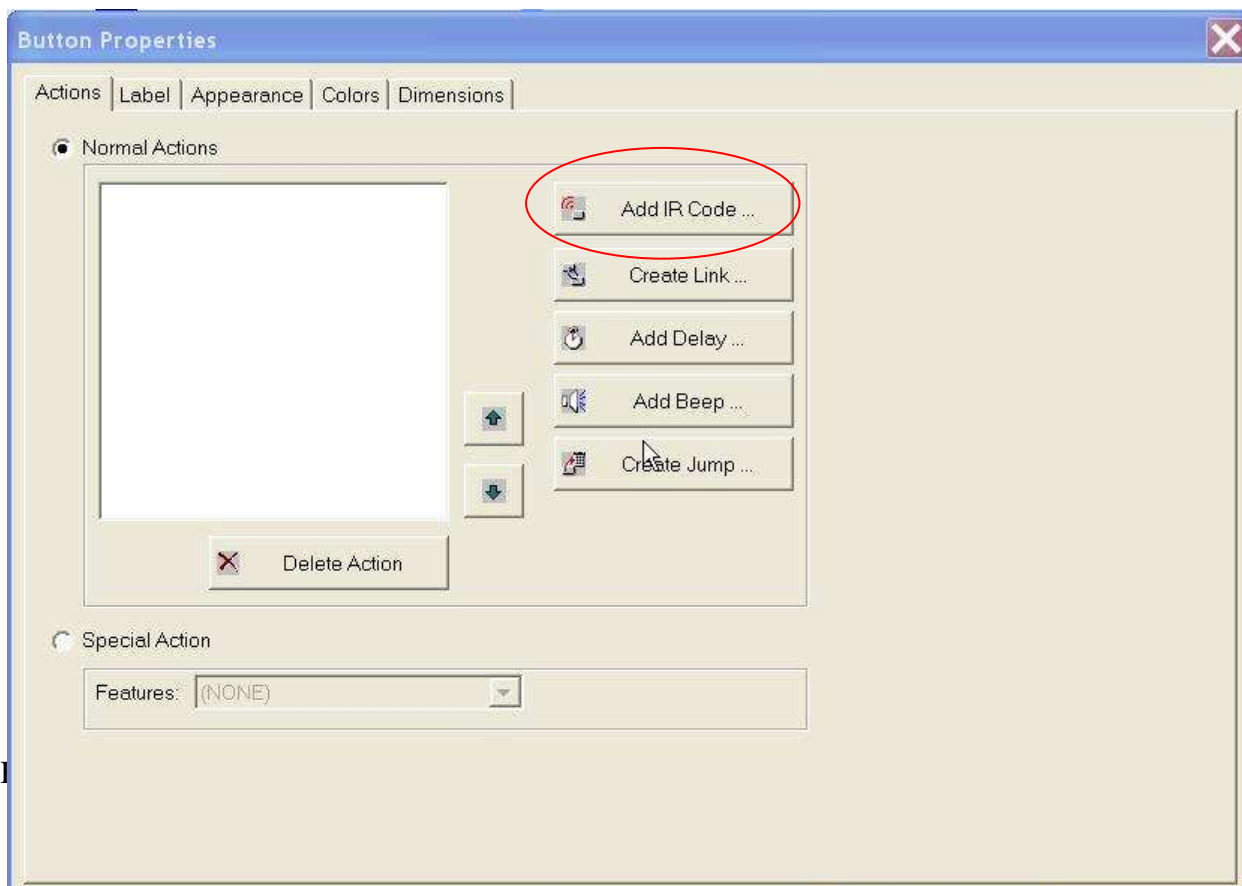 Button Properties
Actions Label Appearance Colors Dimensions
Normal Actions
Add IR Code ...
Create Link ...
Add Delay ...
Add Beep ...
Create Jump ...
Delete Action
Special Action
Features: (NONE)